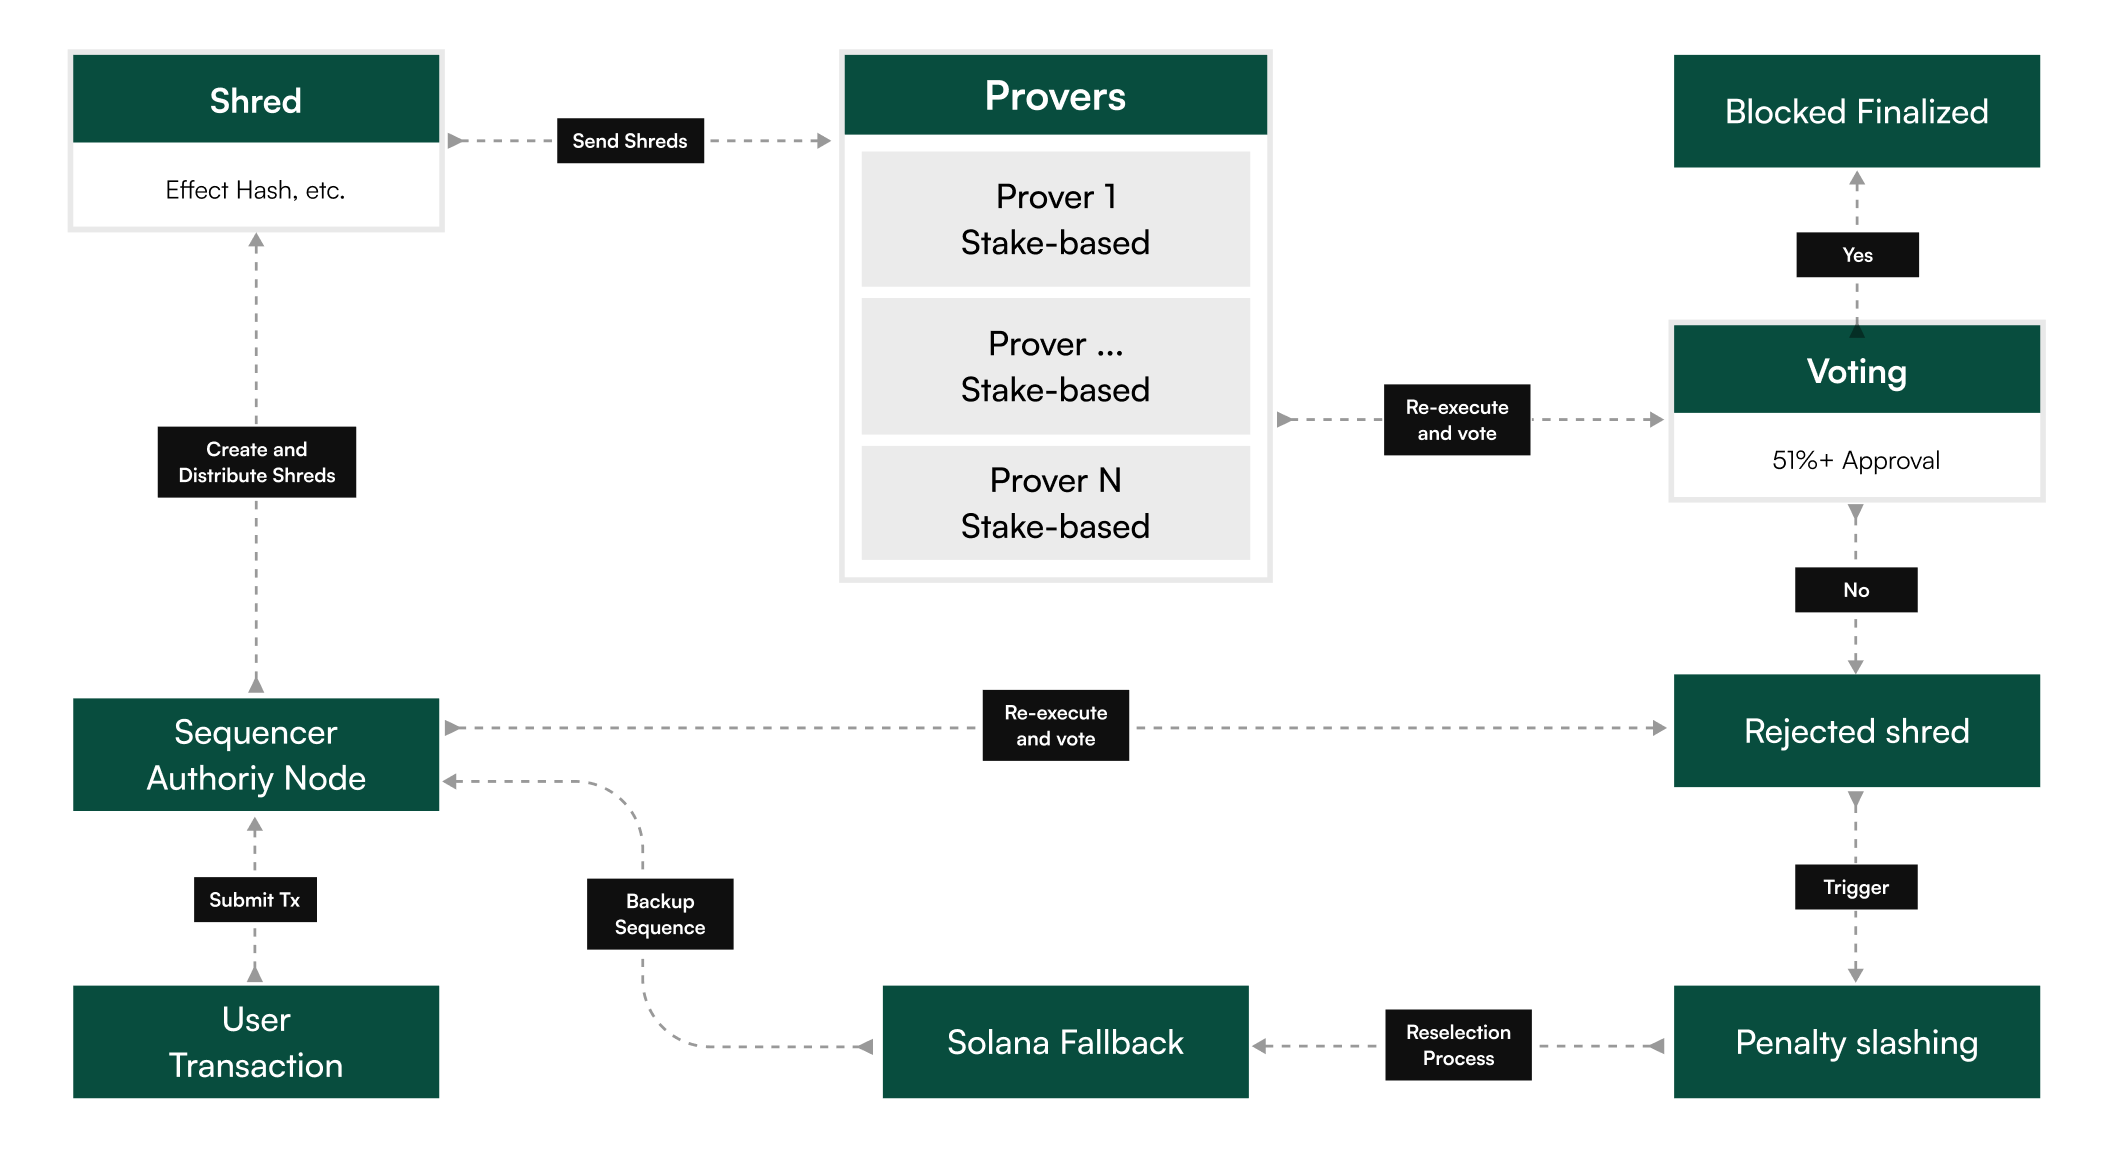 Shred
Effect Hash, etc.
Send Shreds
Provers
Prover 1
Stake-based
Prover ...
Stake-based
Prover N
Stake-based
Blocked Finalized
Yes
Voting
51%+ Approval
Re-execute
and vote
No
Create and
Distribute Shreds
Sequencer
Authoriy Node
Re-execute
and vote
Rejected shred
Submit Tx
Backup
Sequence
Trigger
User
Transaction
Solana Fallback
Reselection
Process
Penalty slashing